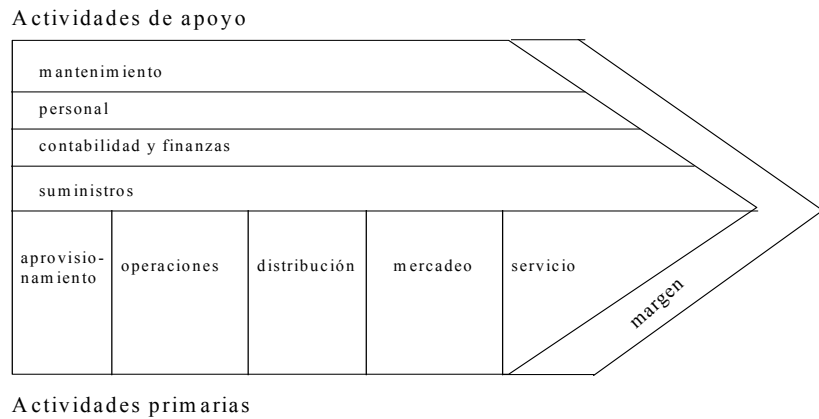 Actividades de apoyo
mantenimiento
personal
contabilidad y finanzas
suministros
aprovisio-
namiento
operaciones
distribución
mercadeo
servicio
margen
Actividades primarias